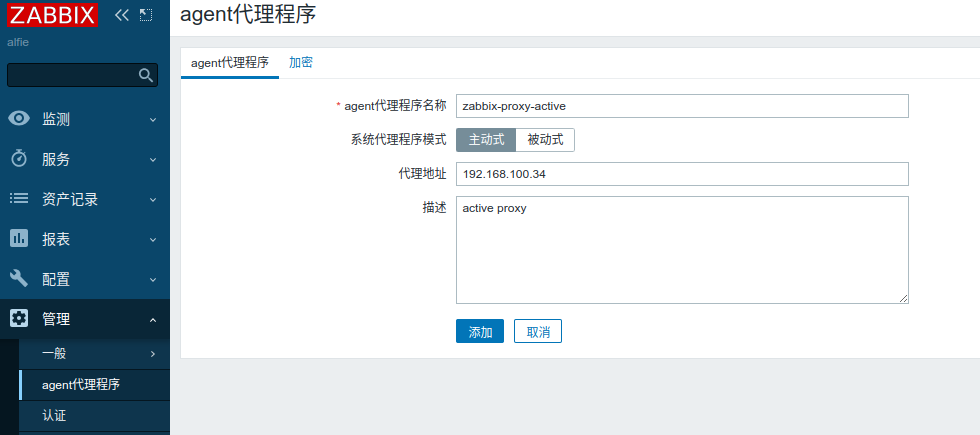 ZABBIX
alfie
监测
服务
资产记录
报表
配置
管理
一般
agent代理程序
认证
agent代理程序
agent代理程序 加密
* agent代理程序名称 zabbix-proxy-active
系统代理程序模式 主动式 被动式
代理地址 192.168.100.34
描述 active proxy
添加 取消